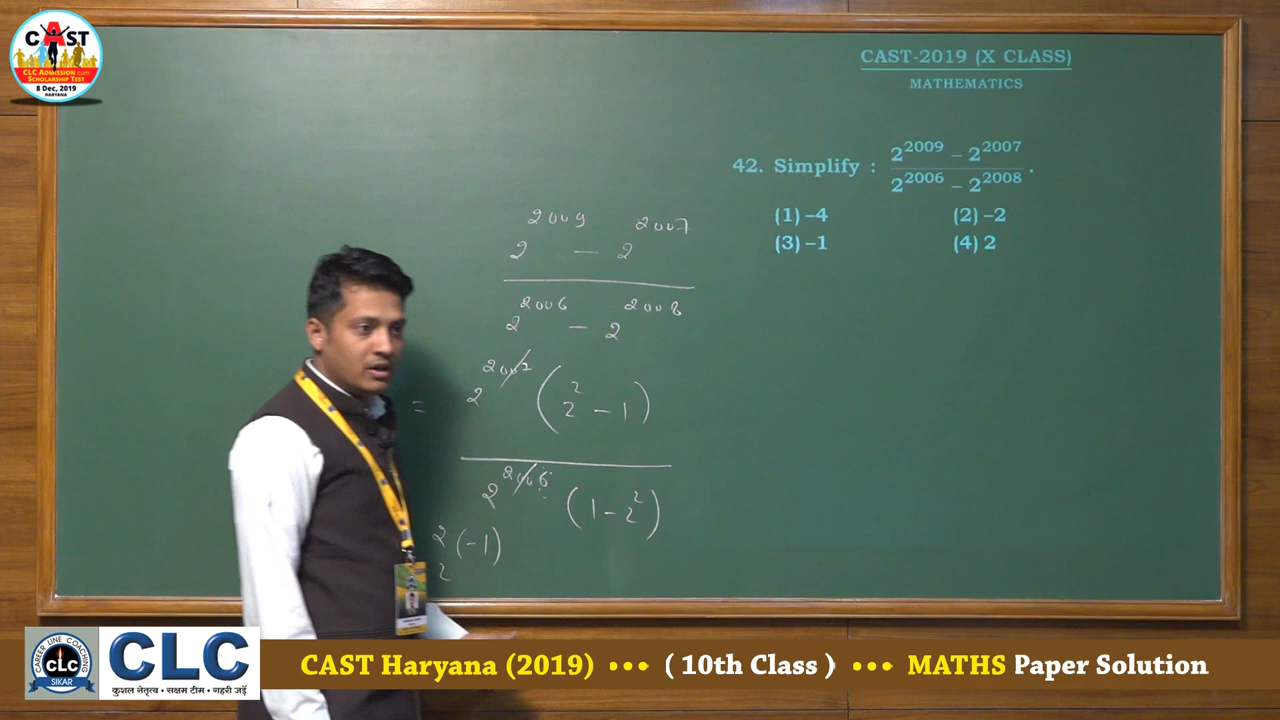 CAST
CLC ADMISSION cum
SCHOLARSHIP TEST
8 Dec, 2019
HARYANA
CAST-2019 (X CLASS)
MATHEMATICS
42. Simplify : (2^2009 – 2^2007) / (2^2006 – 2^2008).
(1) –4 (2) –2
(3) –1 (4) 2
2^2009 – 2^2007
2^2006 – 2^2008
= 2^2007 (2^2 – 1)
2^2006 (1 – 2^2)
2 (-1)
2
CAREER LINE COACHING
CLC
SIKAR
CLC
कुशल नेतृत्व • सक्षम टीम • गहरी जड़ें
CAST Haryana (2019) ••• ( 10th Class ) ••• MATHS Paper Solution